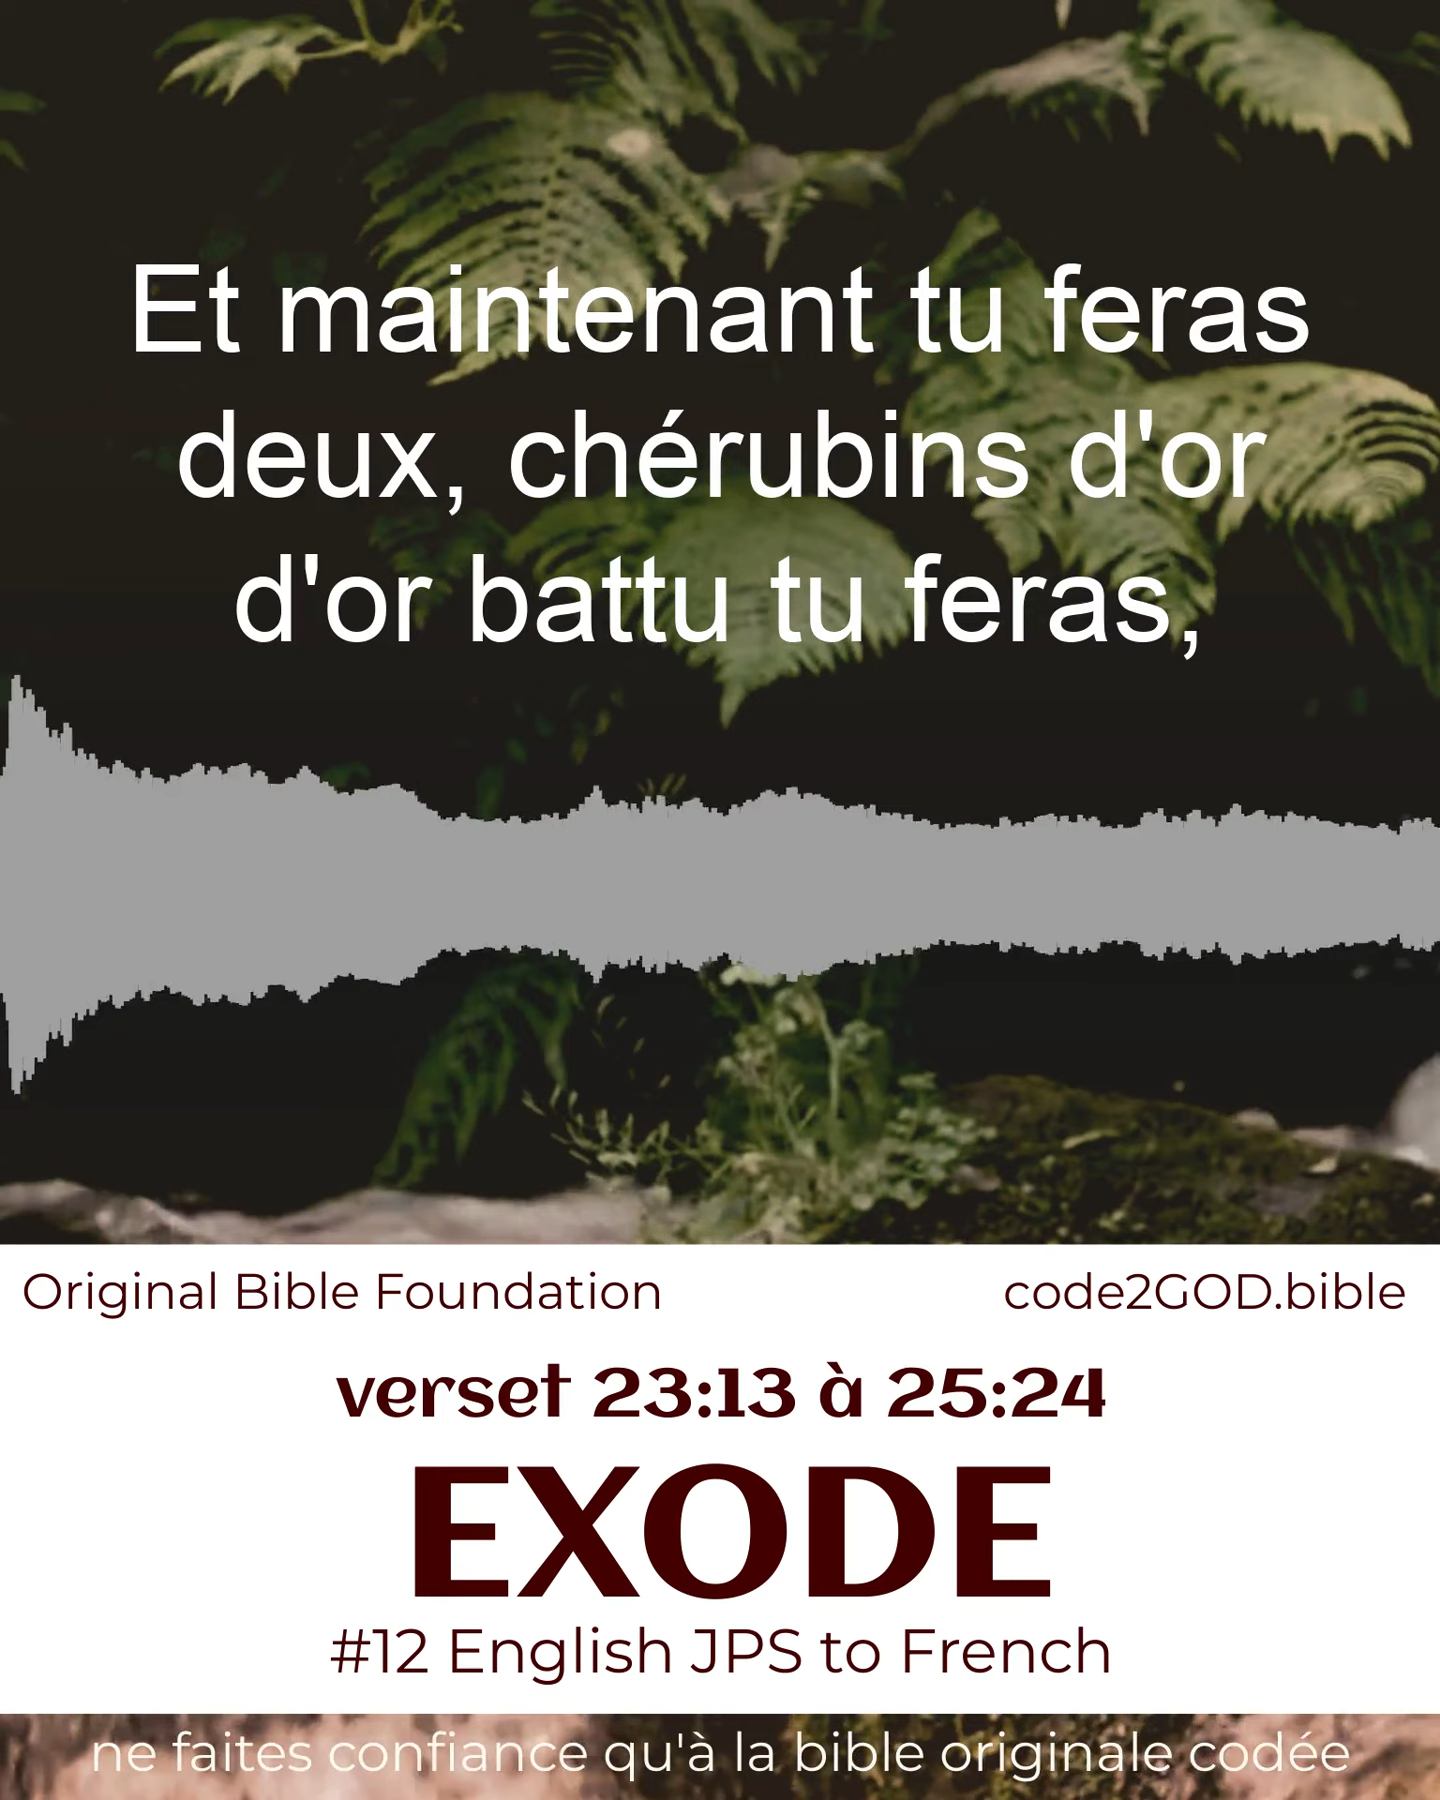 Et maintenant tu feras
deux, chérubins d'or
d'or battu tu feras,
Original Bible Foundation
code2GOD.bible
verset 23:13 à 25:24
EXODE
#12 English JPS to French
ne faites confiance qu'à la bible originale codée